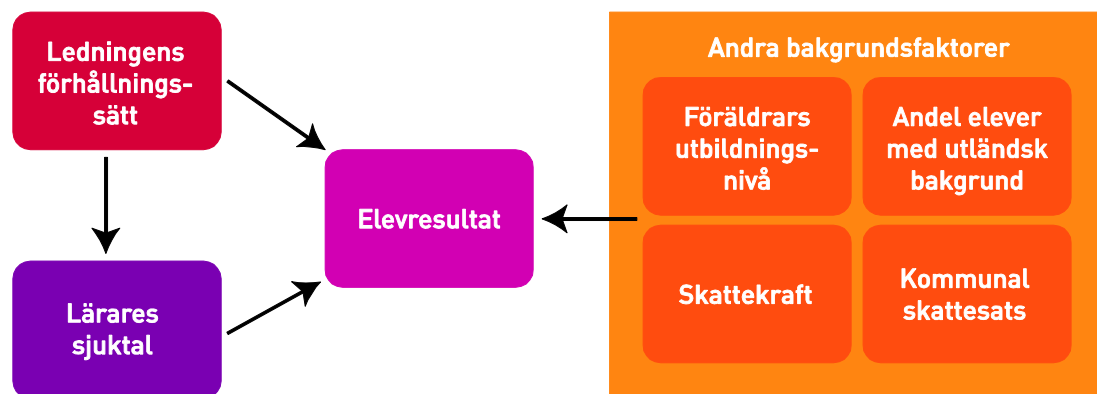 Ledningens
förhållnings-
sätt
Lärares
sjuktal
Elevresultat
Andra bakgrundsfaktorer
Föräldrars
utbildnings-
nivå
Andel elever
med utländsk
bakgrund
Skattekraft
Kommunal
skattesats